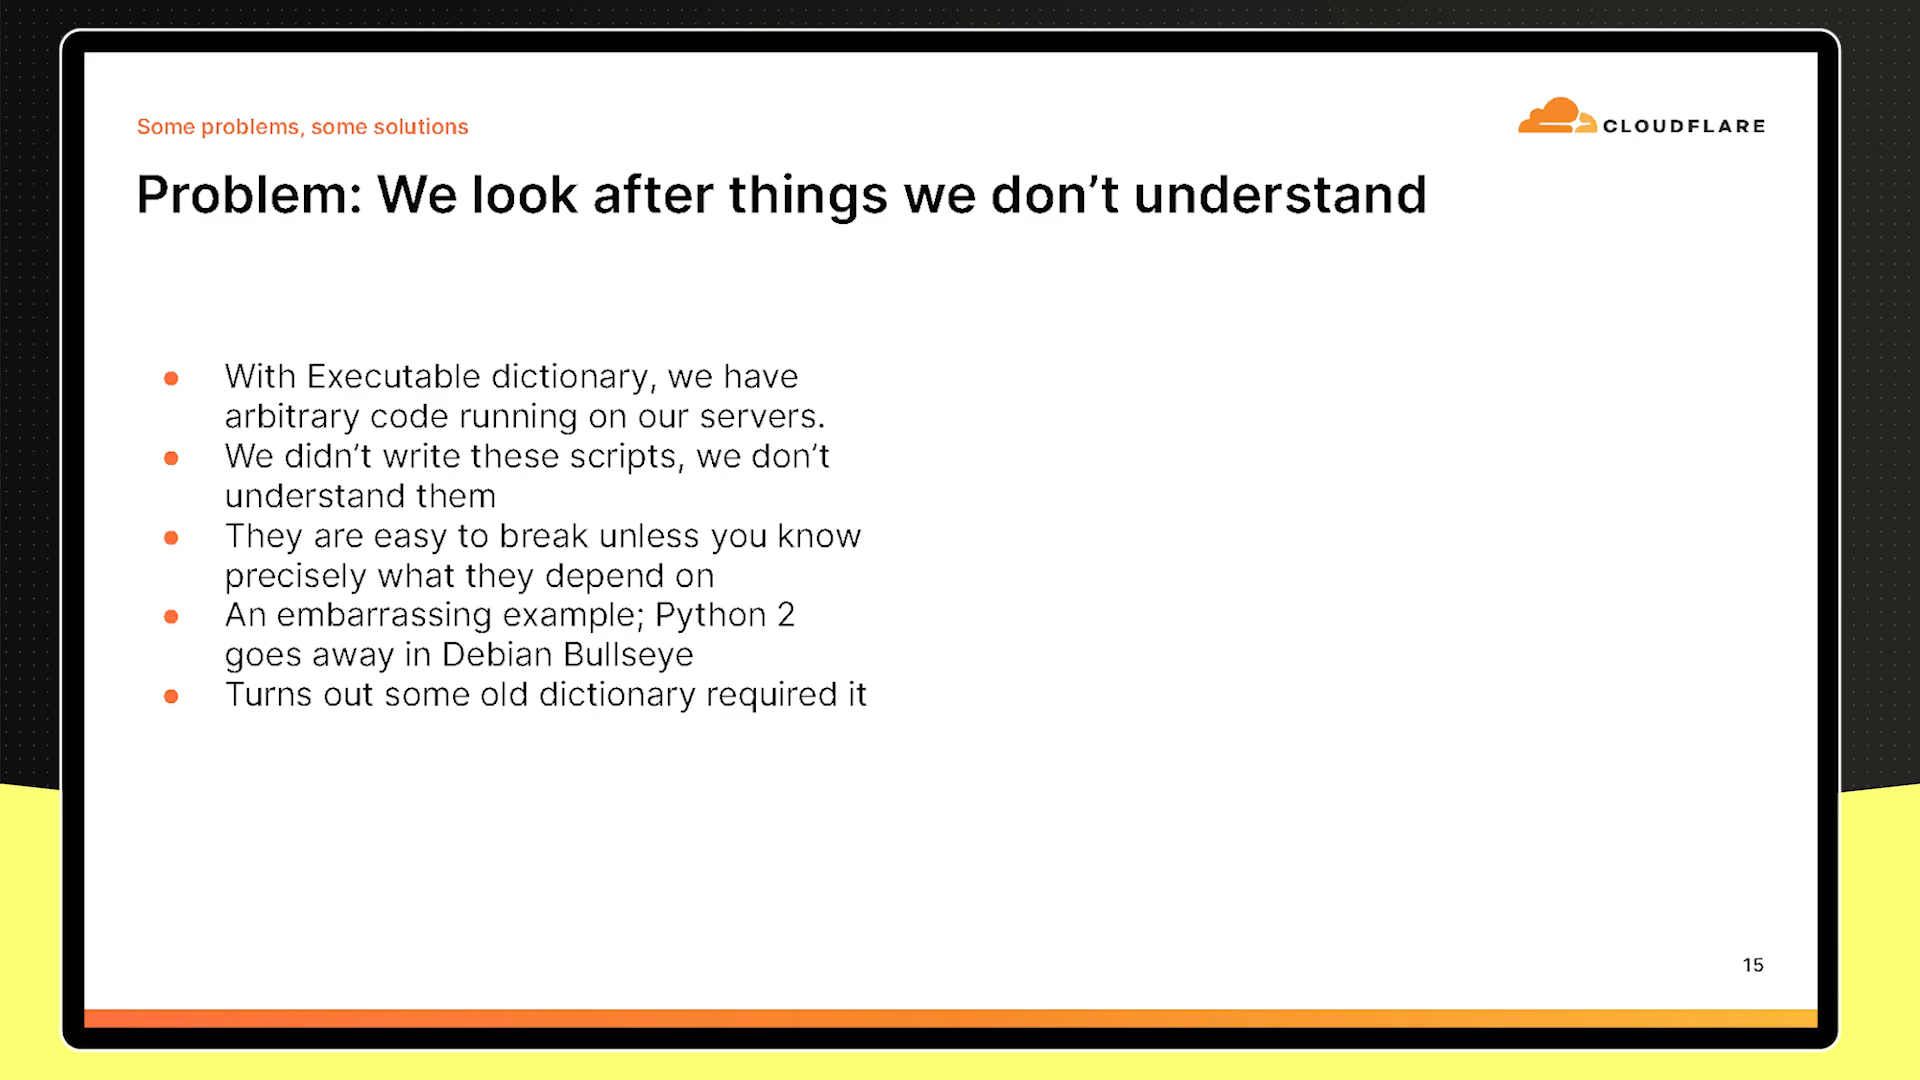 Some problems, some solutions
CLOUDFLARE
Problem: We look after things we don’t understand
With Executable dictionary, we have
arbitrary code running on our servers.
We didn’t write these scripts, we don’t
understand them
They are easy to break unless you know
precisely what they depend on
An embarrassing example; Python 2
goes away in Debian Bullseye
Turns out some old dictionary required it
15